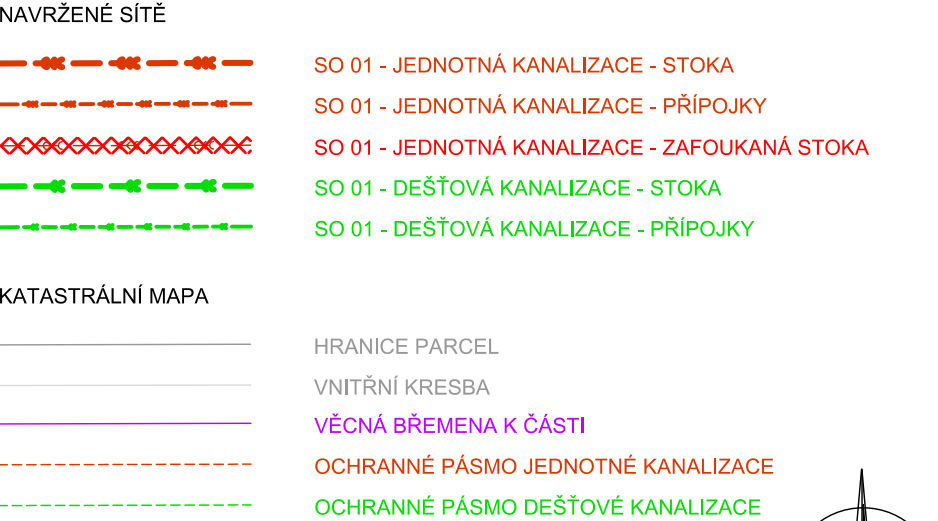 NAVRŽENÉ SÍTĚ
SO 01 - JEDNOTNÁ KANALIZACE - STOKA
SO 01 - JEDNOTNÁ KANALIZACE - PŘÍPOJKY
SO 01 - JEDNOTNÁ KANALIZACE - ZAFOUKANÁ STOKA
SO 01 - DEŠŤOVÁ KANALIZACE - STOKA
SO 01 - DEŠŤOVÁ KANALIZACE - PŘÍPOJKY
KATASTRÁLNÍ MAPA
HRANICE PARCEL
VNITŘNÍ KRESBA
VĚCNÁ BŘEMENA K ČÁSTI
OCHRANNÉ PÁSMO JEDNOTNÉ KANALIZACE
OCHRANNÉ PÁSMO DEŠŤOVÉ KANALIZACE